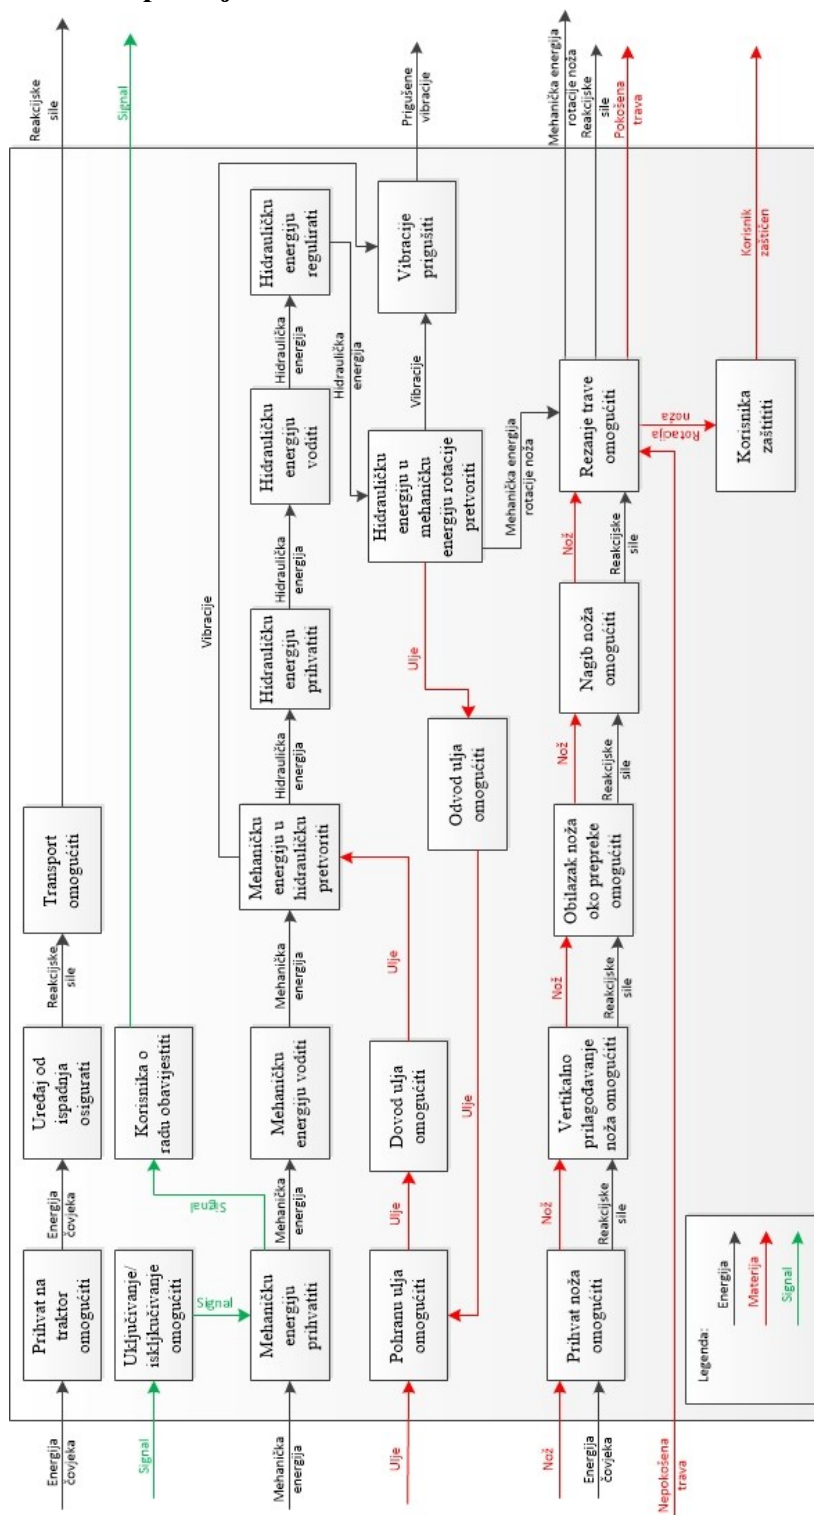 Energija
čovjeka
Prihvat na
traktor
omogućiti
Energija
čovjeka
Uređaj od
ispadnja
osigurati
Reakcijske
sile
Transport
omogućiti
Reakcijske
sile
Signal
Uključivanje/
isključivanje
omogućiti
Signal
Signal
Korisnika o
radu obavijestiti
Signal
Mehanička
energija
Mehaničku
energiju
prihvatiti
Mehanička
energija
Mehaničku
energiju voditi
Mehanička
energija
Mehaničku
energiju u
hidrauličku
pretvoriti
Hidraulička
energija
Hidrauličku
energiju
prihvatiti
Hidraulička
energija
Hidrauličku
energiju
voditi
Hidraulička
energija
Hidrauličku
energiju
regulirati
Vibracije
Hidraulička
energija
Ulje
Pohranu ulja
omogućiti
Ulje
Dovod ulja
omogućiti
Ulje
Ulje
Odvod ulja
omogućiti
Ulje
Hidrauličku
energiju u
mehaničku
energiju rotacije
pretvoriti
Vibracije
Vibracije
prigušiti
Prigušene
vibracije
Mehanička energija
rotacije noža
Nož
Energija
čovjeka
Prihvat noža
omogućiti
Nož
Reakcijske
sile
Vertikalno
prilagođavanje
noža omogućiti
Nož
Reakcijske
sile
Obilazak noža
oko prepreke
omogućiti
Nož
Reakcijske
sile
Nagib noža
omogućiti
Nož
Reakcijske
sile
Rezanje trave
omogućiti
Mehanička energija
rotacije noža
Reakcijske
sile
Pokošena
trava
Nepokošena
trava
Rotacija
noža
Korisnika
zaštititi
Korisnik
zaštićen
Legenda:
Energija
Materija
Signal